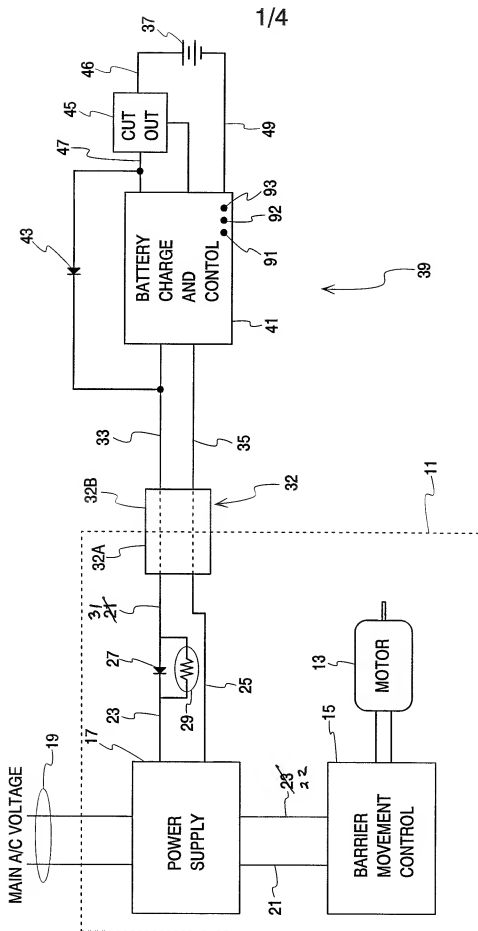 1/4
37
46
45
CUT
OUT
47
49
43
BATTERY
CHARGE
AND
CONTOL
93
92
91
41
39
33
35
32B
32A
32
11
31
21
27
29
25
23
17
19
MAIN A/C VOLTAGE
POWER
SUPPLY
23
22
21
15
BARRIER
MOVEMENT
CONTROL
13
MOTOR